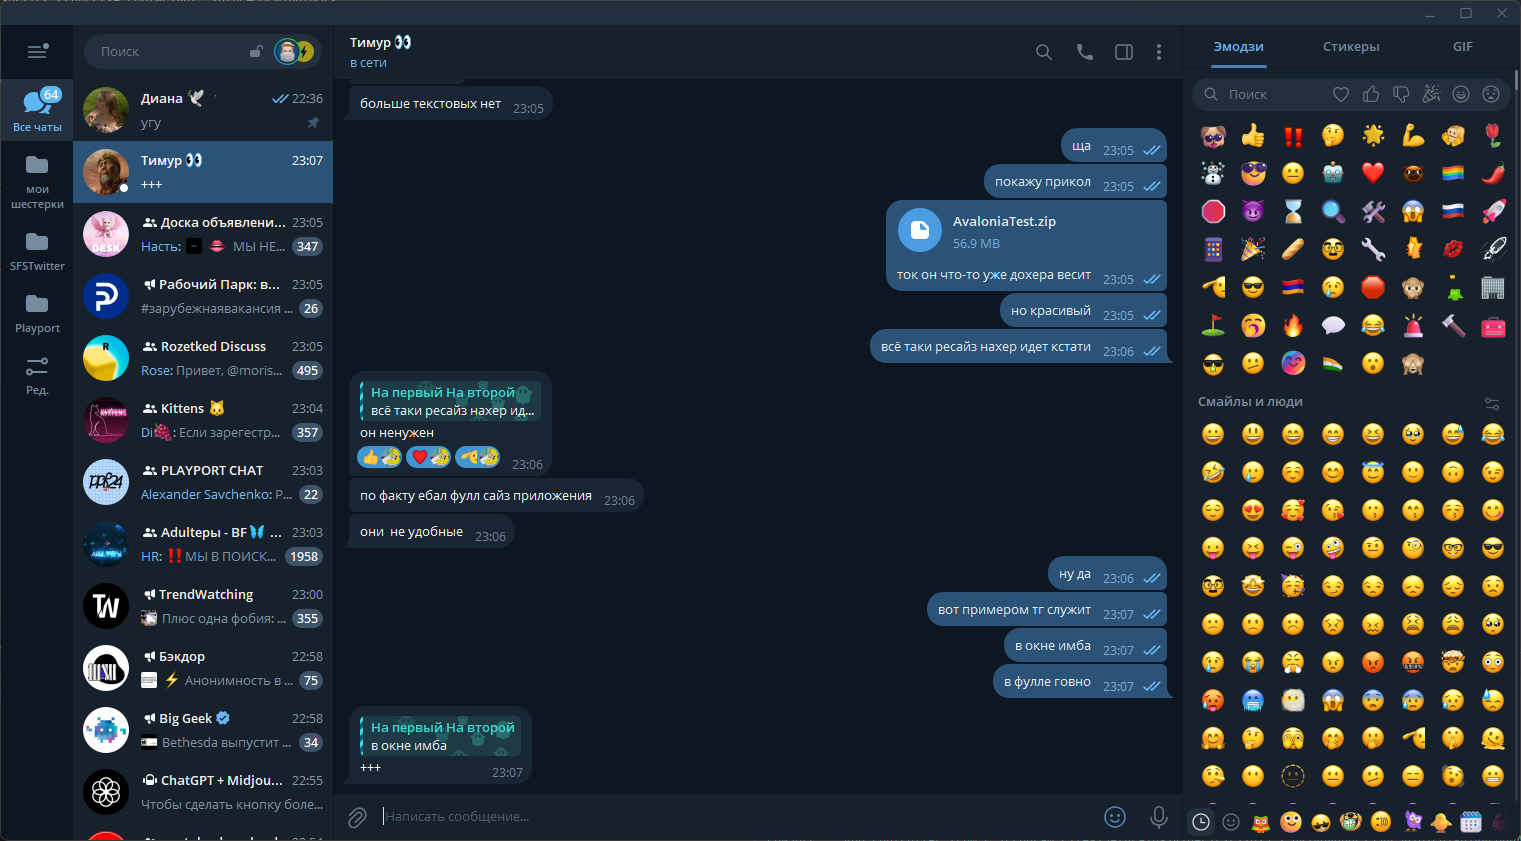 Поиск
64
Все чаты
мои
шестерки
SFSTwitter
Playport
Ред.
Диана
22:36
угу
Тимур
23:07
+++
Доска объявлени...
23:05
Насть: МЫ НЕ...
347
DESK
Рабочий Парк: в...
23:05
#зарубежнаявакансия ...
26
Rozetked Discuss
23:05
Rose: Привет, @moris...
495
R
Kittens
23:04
Di : Если зарегестр...
357
KITTENS
PLAYPORT CHAT
23:03
Alexander Savchenko: P...
22
Adultеры - BF ...
23:03
HR: МЫ В ПОИСК...
1958
TrendWatching
23:00
Плюс одна фобия: ...
355
TW
Бэкдор
22:58
Анонимность в ...
75
Big Geek
22:58
Bethesda выпустит ...
34
ChatGPT + Midjou...
22:55
Чтобы сделать кнопку боле...
Тимур
в сети
больше текстовых нет 23:05
ща 23:05
покажу прикол 23:05
AvaloniaTest.zip
56.9 MB
ток он что-то уже дохера весит 23:05
но красивый 23:05
всё таки ресайз нахер идет кстати 23:06
На первый На второй
всё таки ресайз нахер ид...
он ненужен
23:06
по факту ебал фулл сайз приложения 23:06
они не удобные 23:06
ну да 23:06
вот примером тг служит 23:07
в окне имба 23:07
в фулле говно 23:07
На первый На второй
в окне имба
+++
23:07
Написать сообщение...
Эмодзи
Стикеры
GIF
Поиск
Смайлы и люди